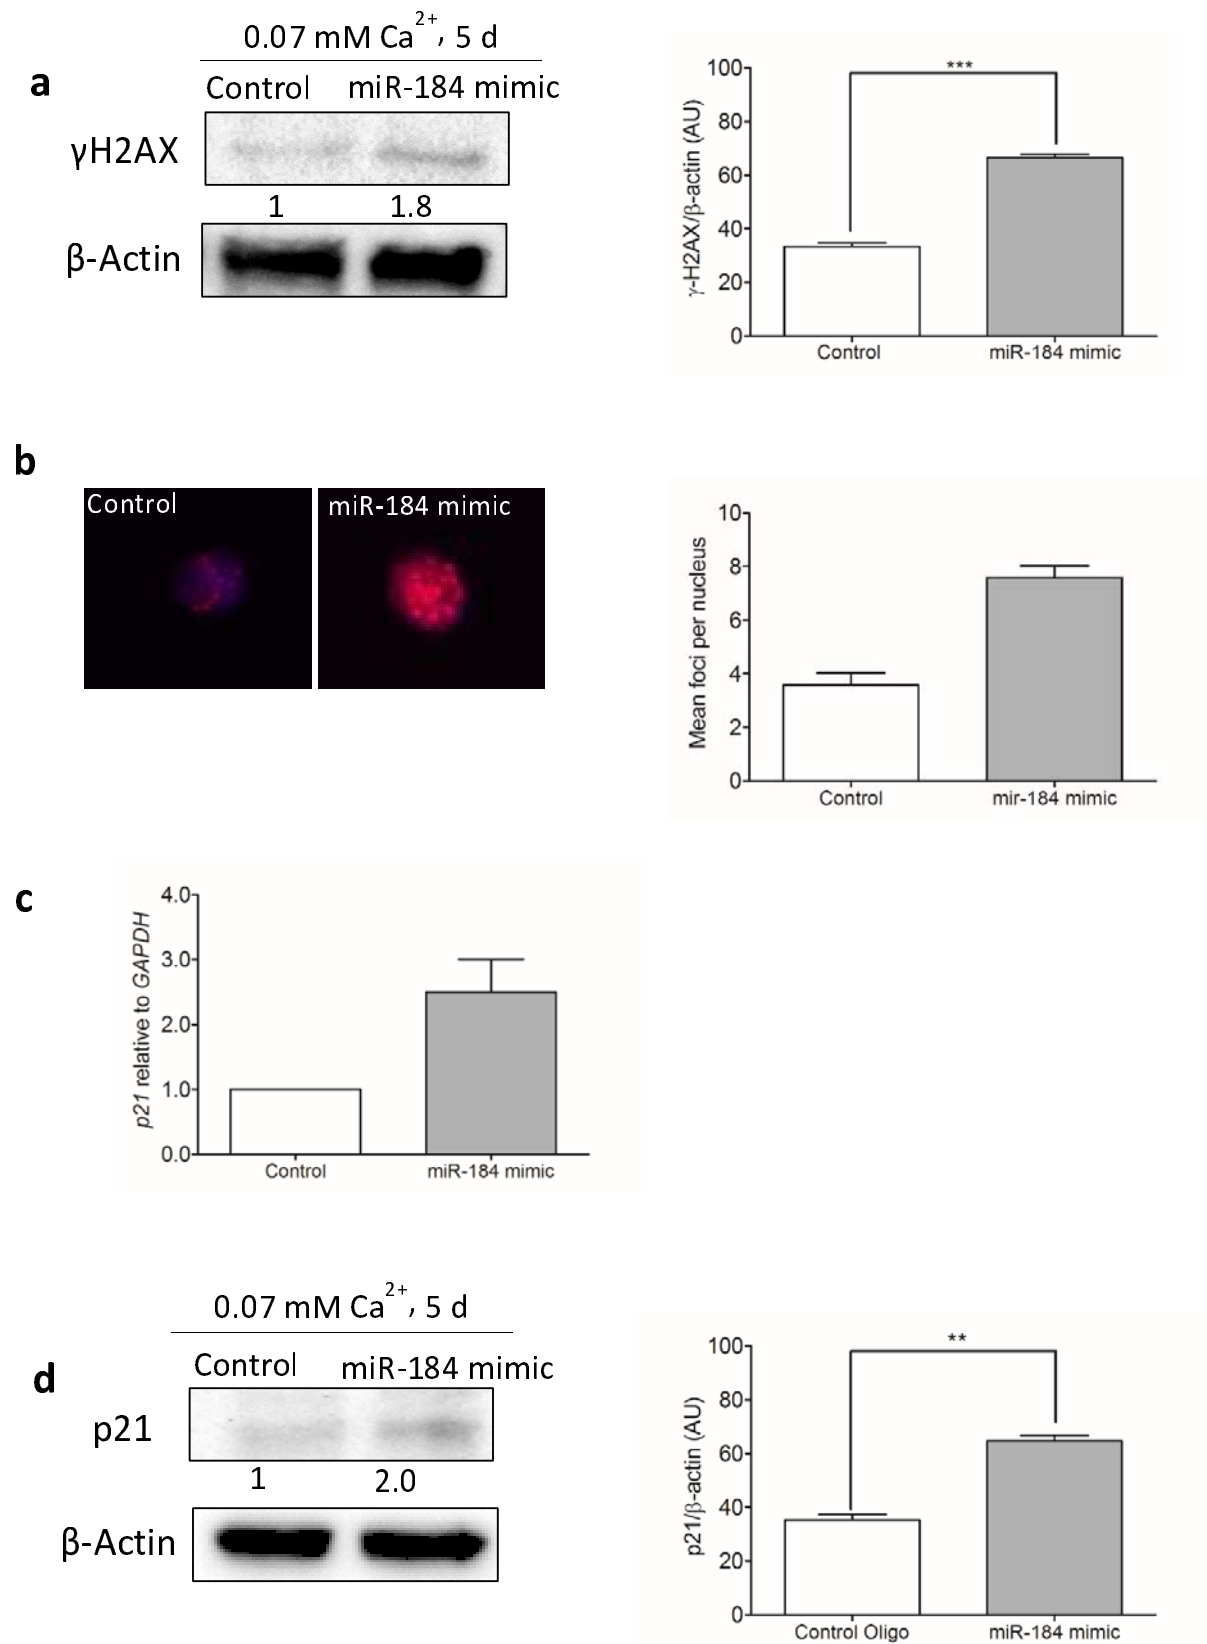 a
0.07 mM Ca2+, 5 d
Control miR-184 mimic
γH2AX
1 1.8
β-Actin
γ-H2AX/β-actin (AU)
100
80
60
40
20
0
***
Control miR-184 mimic
b
Control miR-184 mimic
Mean foci per nucleus
10
8
6
4
2
0
Control mir-184 mimic
c
p21 relative to GAPDH
4.0
3.0
2.0
1.0
0.0
Control miR-184 mimic
d
0.07 mM Ca2+, 5 d
Control miR-184 mimic
p21
1 2.0
β-Actin
p21/β-actin (AU)
100
80
60
40
20
0
**
Control Oligo miR-184 mimic